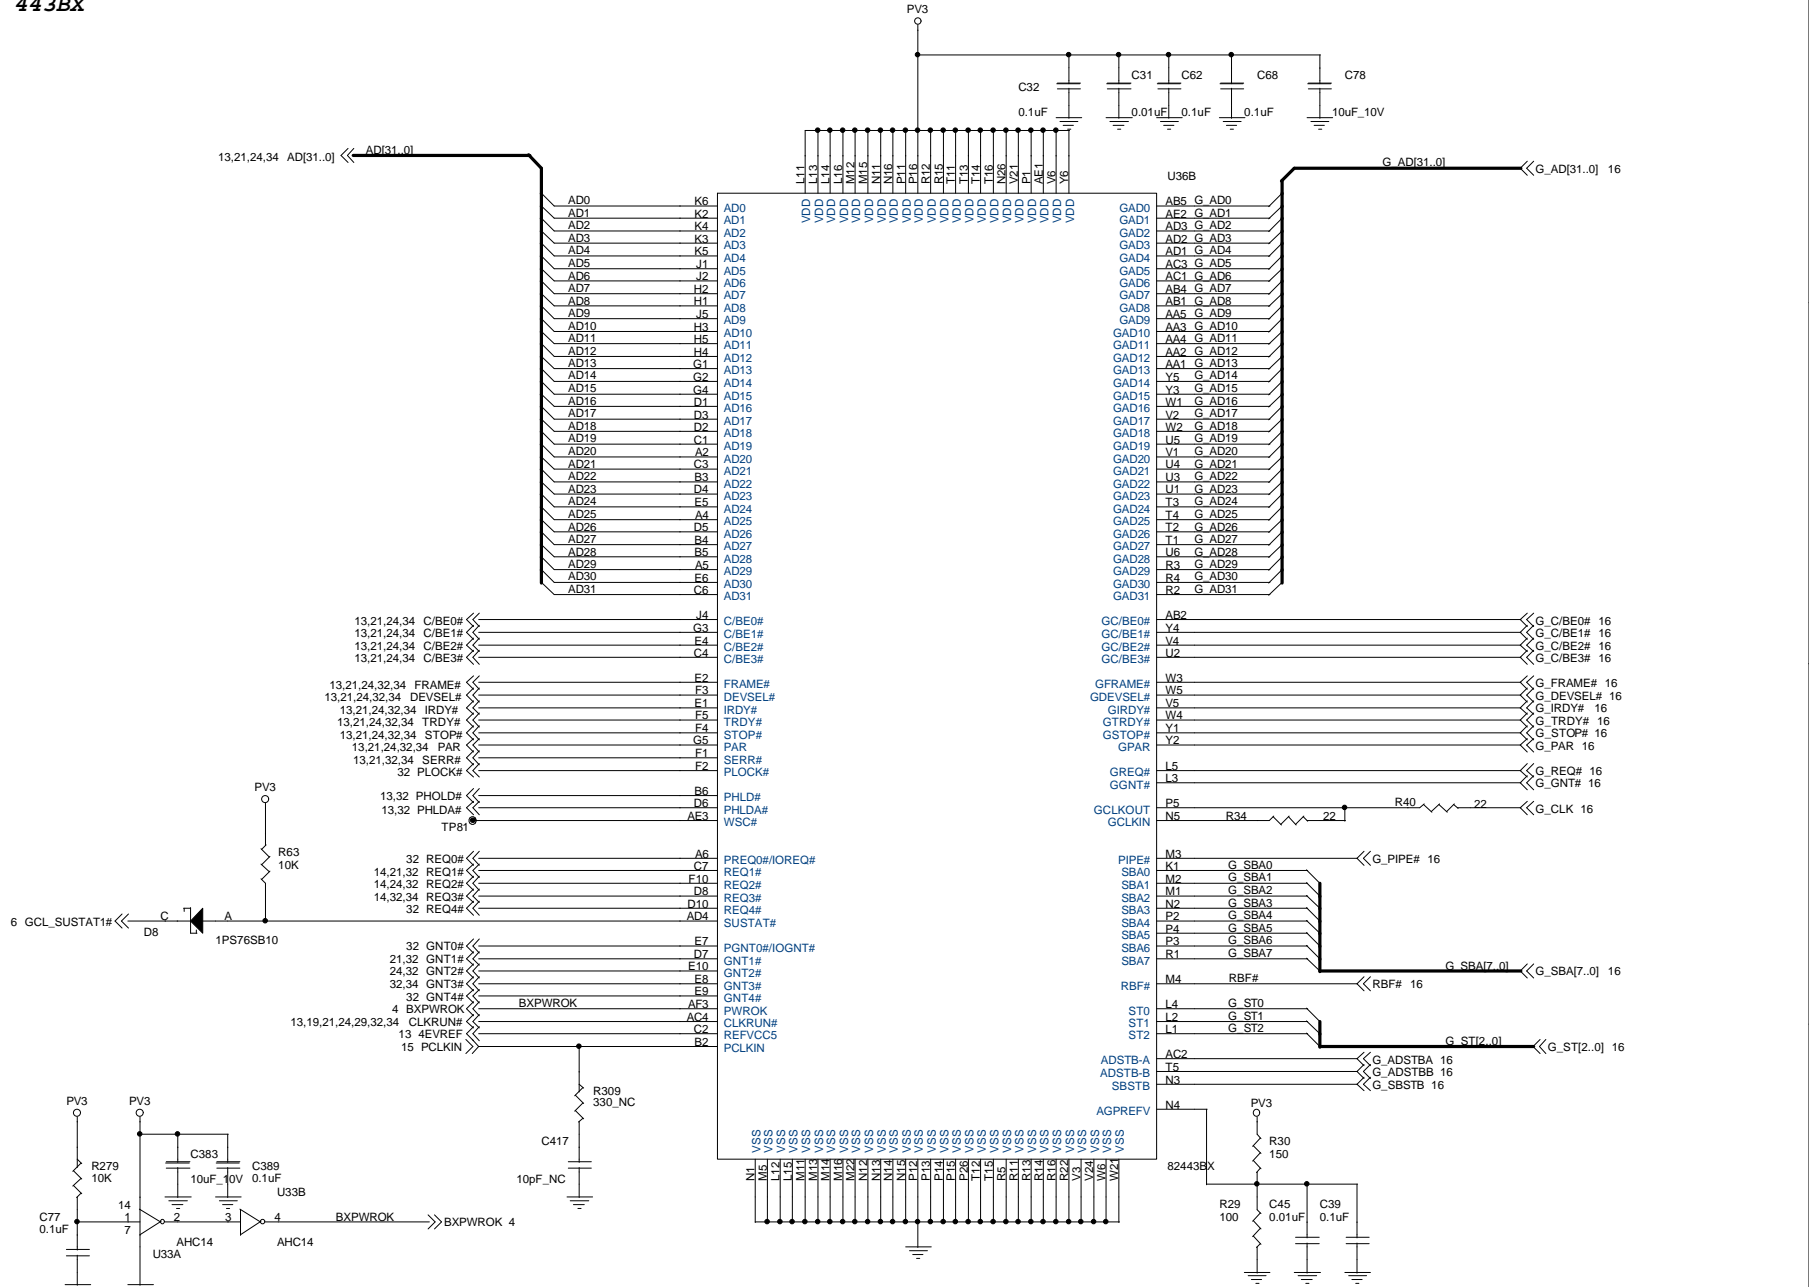 443BX
PV3
C32
0.1uF
C31
0.01uF
C62
0.1uF
C68
0.1uF
C78
10uF_10V
13,21,24,34 AD[31..0]
AD[31..0]
G_AD[31..0]
G_AD[31..0] 16
L11 L13 L14 L16 M12 M15 N11 N16 P11 P16 R12 R15 T11 T13 T14 T16 N26 V21 P1 AE1 V6 Y6
VDD VDD VDD VDD VDD VDD VDD VDD VDD VDD VDD VDD VDD VDD VDD VDD VDD VDD VDD VDD VDD VDD
U36B
AD0 K6 AD0 GAD0 AB5 G_AD0
AD1 K2 AD1 GAD1 AE2 G_AD1
AD2 K4 AD2 GAD2 AD3 G_AD2
AD3 K3 AD3 GAD3 AD2 G_AD3
AD4 K5 AD4 GAD4 AD1 G_AD4
AD5 J1 AD5 GAD5 AC3 G_AD5
AD6 J2 AD6 GAD6 AC1 G_AD6
AD7 H2 AD7 GAD7 AB4 G_AD7
AD8 H1 AD8 GAD8 AB1 G_AD8
AD9 J5 AD9 GAD9 AA5 G_AD9
AD10 H3 AD10 GAD10 AA3 G_AD10
AD11 H5 AD11 GAD11 AA4 G_AD11
AD12 H4 AD12 GAD12 AA2 G_AD12
AD13 G1 AD13 GAD13 AA1 G_AD13
AD14 G2 AD14 GAD14 Y5 G_AD14
AD15 G4 AD15 GAD15 Y3 G_AD15
AD16 D1 AD16 GAD16 W1 G_AD16
AD17 D3 AD17 GAD17 V2 G_AD17
AD18 D2 AD18 GAD18 W2 G_AD18
AD19 C1 AD19 GAD19 U5 G_AD19
AD20 A2 AD20 GAD20 V1 G_AD20
AD21 C3 AD21 GAD21 U4 G_AD21
AD22 B3 AD22 GAD22 U3 G_AD22
AD23 D4 AD23 GAD23 U1 G_AD23
AD24 E5 AD24 GAD24 T3 G_AD24
AD25 A4 AD25 GAD25 T4 G_AD25
AD26 D5 AD26 GAD26 T2 G_AD26
AD27 B4 AD27 GAD27 T1 G_AD27
AD28 B5 AD28 GAD28 U6 G_AD28
AD29 A5 AD29 GAD29 R3 G_AD29
AD30 E6 AD30 GAD30 R4 G_AD30
AD31 C6 AD31 GAD31 R2 G_AD31
13,21,24,34 C/BE0# J4 C/BE0# GC/BE0# AB2 G_C/BE0# 16
13,21,24,34 C/BE1# G3 C/BE1# GC/BE1# Y4 G_C/BE1# 16
13,21,24,34 C/BE2# E4 C/BE2# GC/BE2# V4 G_C/BE2# 16
13,21,24,34 C/BE3# C4 C/BE3# GC/BE3# U2 G_C/BE3# 16
13,21,24,32,34 FRAME# E2 FRAME# GFRAME# W3 G_FRAME# 16
13,21,24,32,34 DEVSEL# F3 DEVSEL# GDEVSEL# W5 G_DEVSEL# 16
13,21,24,32,34 IRDY# E1 IRDY# GIRDY# V5 G_IRDY# 16
13,21,24,32,34 TRDY# F5 TRDY# GTRDY# W4 G_TRDY# 16
13,21,24,32,34 STOP# F4 STOP# GSTOP# Y1 G_STOP# 16
13,21,24,32,34 PAR G5 PAR GPAR Y2 G_PAR 16
13,21,32,34 SERR# F1 SERR#
32 PLOCK# F2 PLOCK# GREQ# L5 G_REQ# 16
GGNT# L3 G_GNT# 16
13,32 PHOLD# B6 PHLD#
13,32 PHLDA# D6 PHLDA# GCLKOUT P5 R40 22 G_CLK 16
TP81 AE3 WSC# GCLKIN N5 R34 22
PV3
R63
10K
32 REQ0# A6 PREQ0#/IOREQ# PIPE# M3 G_PIPE# 16
14,21,32 REQ1# C7 REQ1# SBA0 K1 G_SBA0
14,24,32 REQ2# F10 REQ2# SBA1 M2 G_SBA1
14,32,34 REQ3# D8 REQ3# SBA2 M1 G_SBA2
32 REQ4# D10 REQ4# SBA3 N2 G_SBA3
6 GCL_SUSTAT1# C D8 A 1PS76SB10 AD4 SUSTAT# SBA4 P2 G_SBA4
SBA5 P4 G_SBA5
32 GNT0# E7 PGNT0#/IOGNT# SBA6 P3 G_SBA6
21,32 GNT1# D7 GNT1# SBA7 R1 G_SBA7
24,32 GNT2# E10 GNT2# G_SBA[7..0] G_SBA[7..0] 16
32,34 GNT3# E8 GNT3# RBF# M4 RBF# RBF# 16
32 GNT4# E9 GNT4#
4 BXPWROK BXPWROK AF3 PWROK ST0 L4 G_ST0
13,19,21,24,29,32,34 CLKRUN# AC4 CLKRUN# ST1 L2 G_ST1
13 4EVREF C2 REFVCC5 ST2 L1 G_ST2
15 PCLKIN B2 PCLKIN G_ST[2..0] G_ST[2..0] 16
ADSTB-A AC2 G_ADSTBA 16
ADSTB-B T5 G_ADSTBB 16
SBSTB N3 G_SBSTB 16
AGPREFV N4
R309
330_NC
C417
10pF_NC
PV3
R30
150
82443BX
R29
100
C45
0.01uF
C39
0.1uF
VSS VSS VSS VSS VSS VSS VSS VSS VSS VSS VSS VSS VSS VSS VSS VSS VSS VSS VSS VSS VSS VSS VSS VSS VSS VSS VSS VSS VSS VSS
N1 M5 L12 L15 M11 M13 M14 M16 M22 N12 N13 N14 N15 P12 P13 P14 P15 P26 T12 T15 R5 R11 R13 R14 R16 R22 V3 V24 W6 W21
PV3
PV3
R279
10K
C383
10uF_10V
C389
0.1uF
U33B
C77
0.1uF
14
1 2
7
AHC14
U33A
3 4
AHC14
BXPWROK
BXPWROK 4